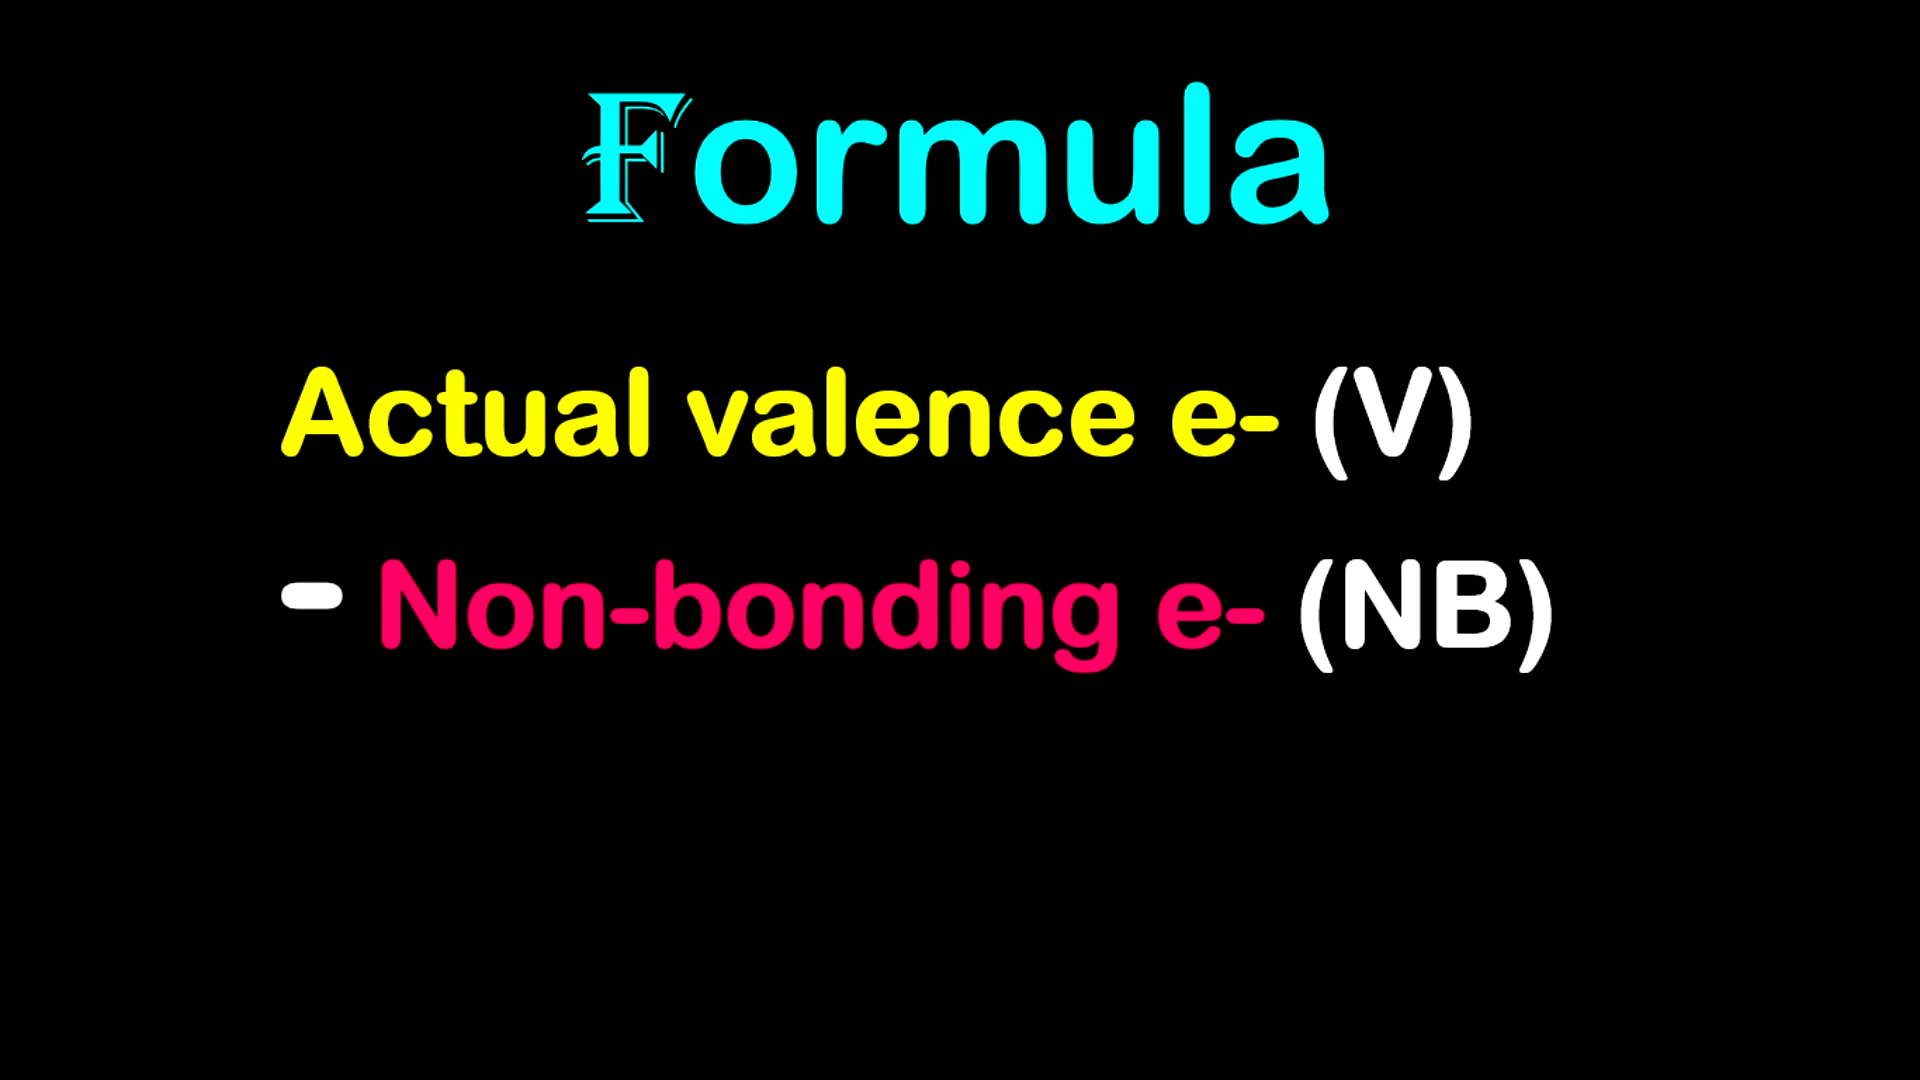 Formula
Actual valence e- (V)
- Non-bonding e- (NB)